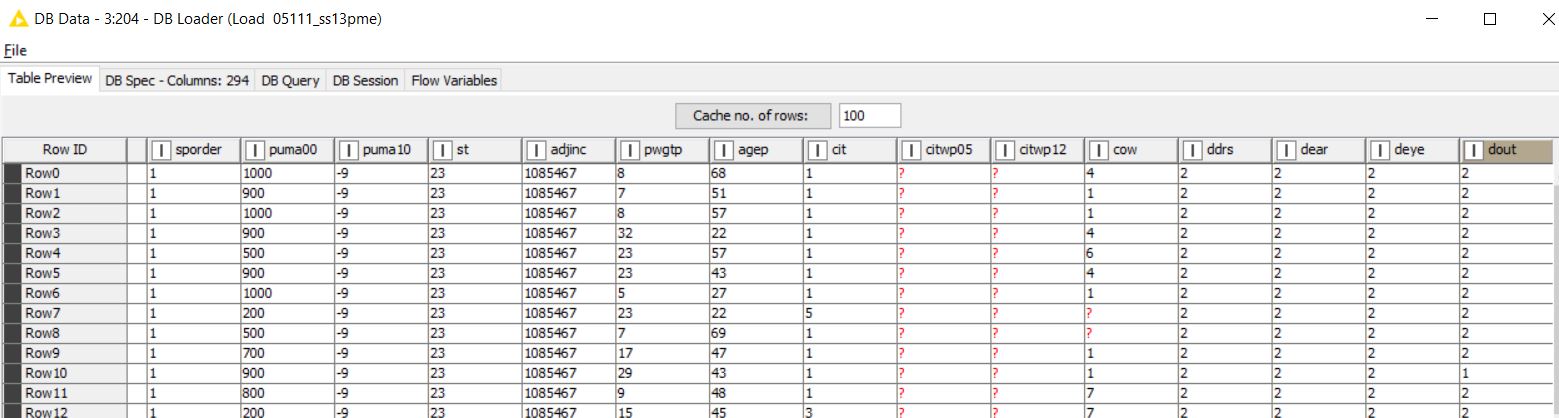 DB Data - 3:204 - DB Loader (Load  05111_ss13pme)
File
Table Preview DB Spec - Columns: 294 DB Query DB Session Flow Variables
Cache no. of rows: 100
Row ID I sporder I puma00 I puma10 I st I adjinc I pwgtp I agep I cit I citwp05 I citwp12 I cow I ddrs I dear I deye I dout
Row0 1 1000 -9 23 1085467 8 68 1 ? ? 4 2 2 2 2
Row1 1 900 -9 23 1085467 7 51 1 ? ? 1 2 2 2 2
Row2 1 1000 -9 23 1085467 8 57 1 ? ? 1 2 2 2 2
Row3 1 900 -9 23 1085467 32 22 1 ? ? 4 2 2 2 2
Row4 1 500 -9 23 1085467 23 57 1 ? ? 6 2 2 2 2
Row5 1 900 -9 23 1085467 23 43 1 ? ? 4 2 2 2 2
Row6 1 1000 -9 23 1085467 5 27 1 ? ? 1 2 2 2 2
Row7 1 200 -9 23 1085467 23 22 5 ? ? ? 2 2 2 2
Row8 1 500 -9 23 1085467 7 69 1 ? ? ? 2 2 2 2
Row9 1 700 -9 23 1085467 17 47 1 ? ? 1 2 2 2 2
Row10 1 900 -9 23 1085467 29 43 1 ? ? 1 2 2 2 1
Row11 1 800 -9 23 1085467 9 48 1 ? ? 7 2 2 2 2
Row12 1 200 -9 23 1085467 15 45 3 ? ? 7 2 2 2 2